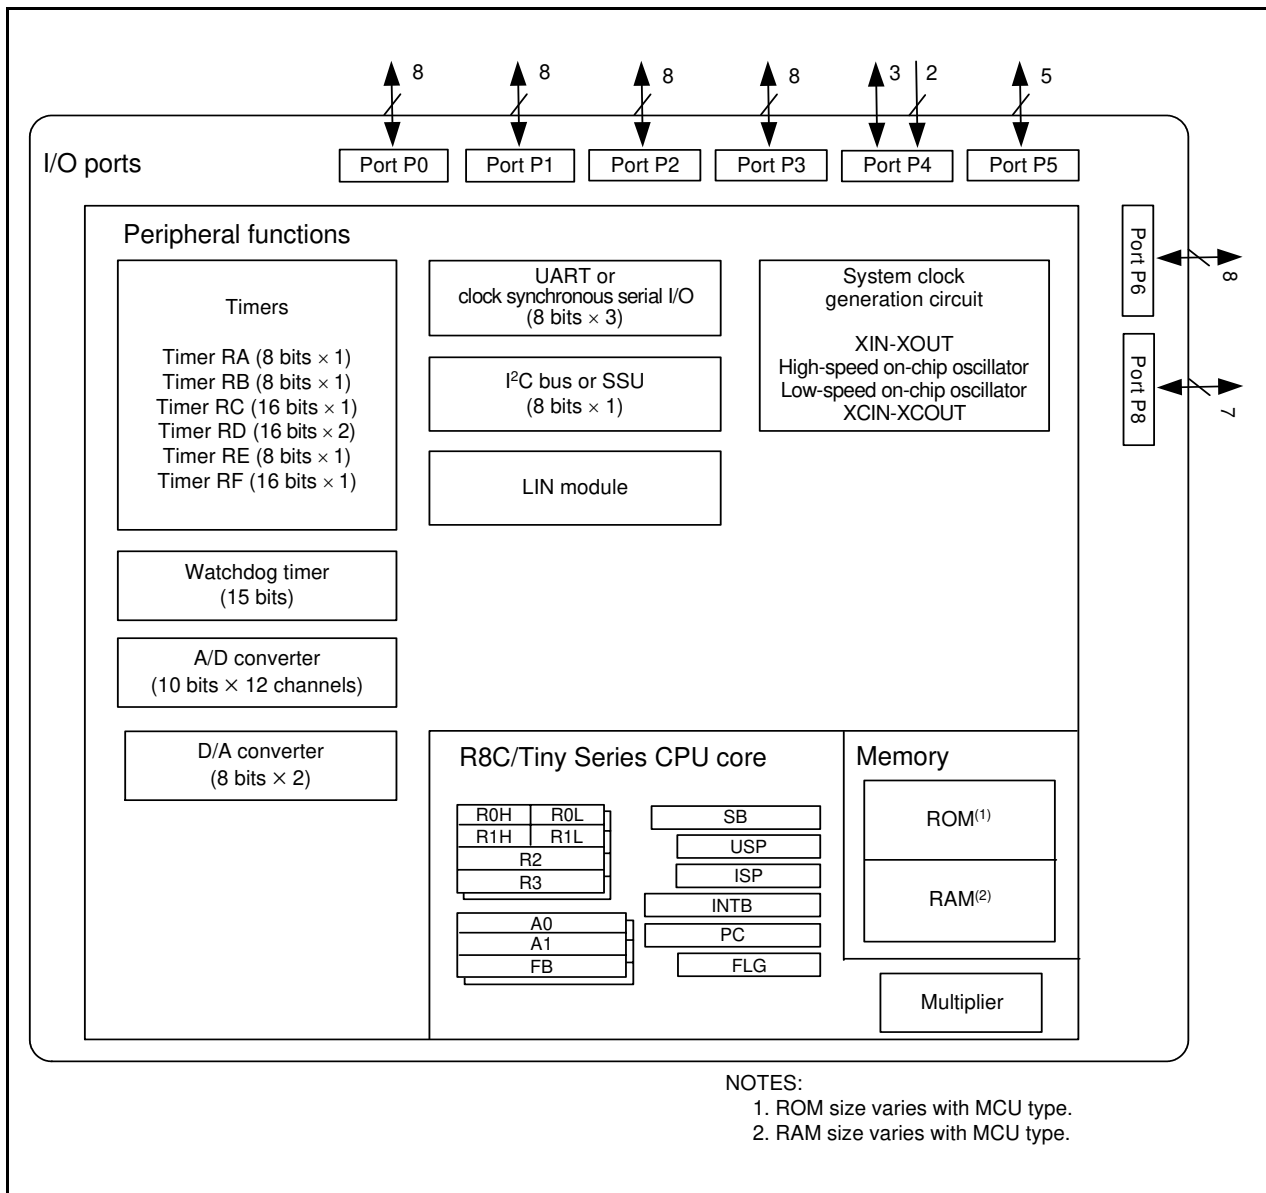 8
8
8
8
3
2
5
I/O ports
Port P0
Port P1
Port P2
Port P3
Port P4
Port P5
Port P6
8
Port P8
7
Peripheral functions
Timers
Timer RA (8 bits × 1)
Timer RB (8 bits × 1)
Timer RC (16 bits × 1)
Timer RD (16 bits × 2)
Timer RE (8 bits × 1)
Timer RF (16 bits × 1)
UART or
clock synchronous serial I/O
(8 bits × 3)
I²C bus or SSU
(8 bits × 1)
LIN module
System clock
generation circuit
XIN-XOUT
High-speed on-chip oscillator
Low-speed on-chip oscillator
XCIN-XCOUT
Watchdog timer
(15 bits)
A/D converter
(10 bits × 12 channels)
D/A converter
(8 bits × 2)
R8C/Tiny Series CPU core
R0H
R0L
R1H
R1L
R2
R3
A0
A1
FB
SB
USP
ISP
INTB
PC
FLG
Memory
ROM(1)
RAM(2)
Multiplier
NOTES:
1. ROM size varies with MCU type.
2. RAM size varies with MCU type.